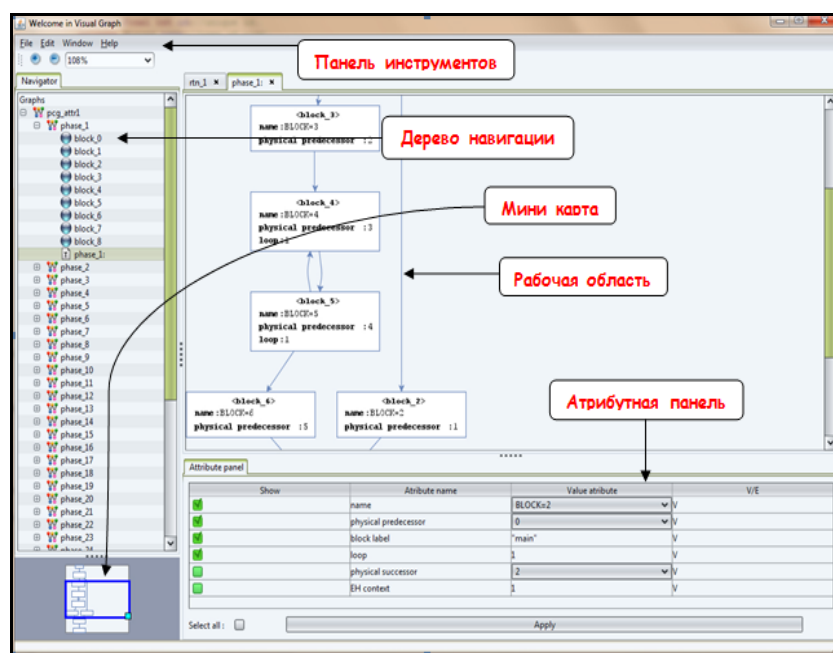 Welcome in Visual Graph
File Edit Window Help
108%
Панель инструментов
Navigator
rtn_1
phase_1:
Graphs
pcg_attr1
phase_1
block_0
block_1
block_2
block_3
block_4
block_5
block_6
block_7
block_8
phase_1:
phase_2
phase_3
phase_4
phase_5
phase_6
phase_7
phase_8
phase_9
phase_10
phase_11
phase_12
phase_13
phase_14
phase_15
phase_16
phase_17
phase_18
phase_19
phase_20
phase_21
phase_22
phase_23
phase_24
Дерево навигации
Мини карта
Рабочая область
Атрибутная панель
<block_3>
name :BLOCK=3
physical predecessor :2
<block_4>
name :BLOCK=4
physical predecessor :3
loop :1
<block_5>
name :BLOCK=5
physical predecessor :4
loop :1
<block_6>
name :BLOCK=6
physical predecessor :5
<block_2>
name :BLOCK=2
physical predecessor :1
Attribute panel
Show Atribute name Value atribute V/E
name BLOCK=2 V
physical predecessor 0 V
block label "main" V
loop 1 V
physical successor 2 V
EH context 1 V
Select all : Apply